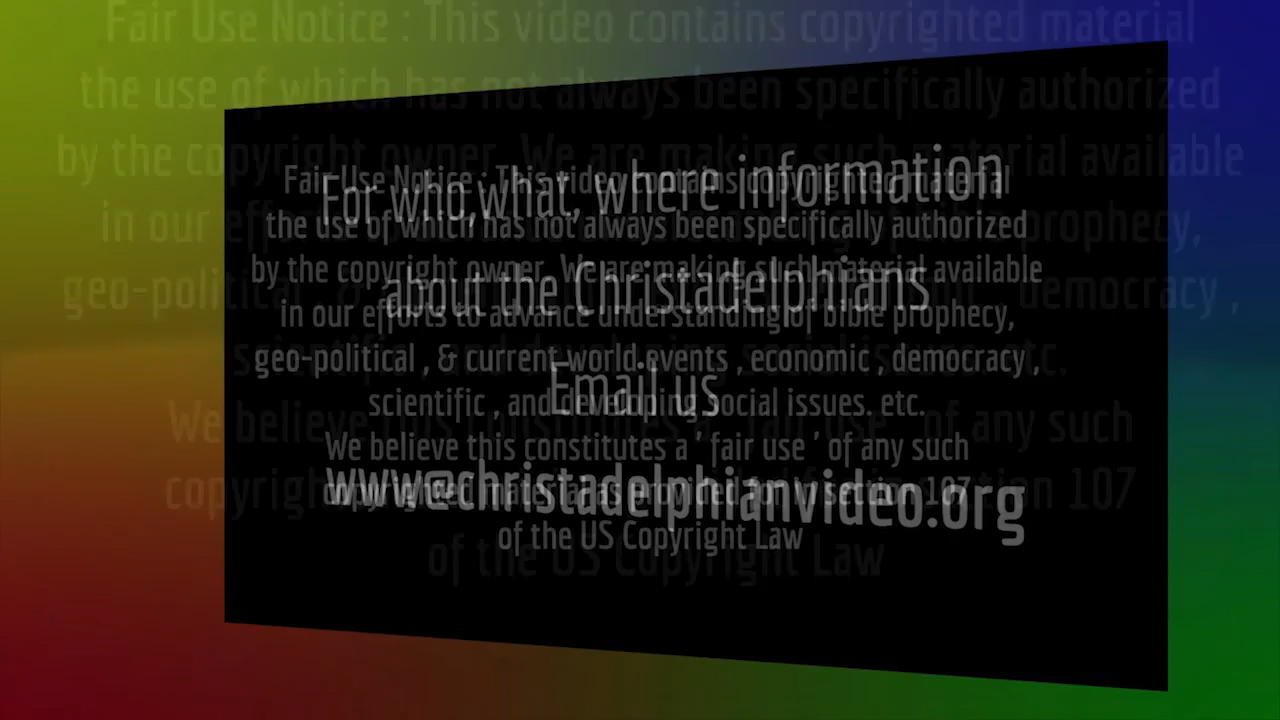 Fair Use Notice : This video contains copyrighted material
the use of which has not always been specifically authorized
by the copyright owner. We are making such material available
in our efforts to advance understanding of bible prophecy,
geo-political , & current world events , economic , democracy ,
scientific , and developing social issues. etc.
We believe this constitutes a ' fair use ' of any such
copyrighted material as provided for in section 107
of the US Copyright Law
For who,what, where information
about the Christadelphians
Email us
www@christadelphianvideo.org